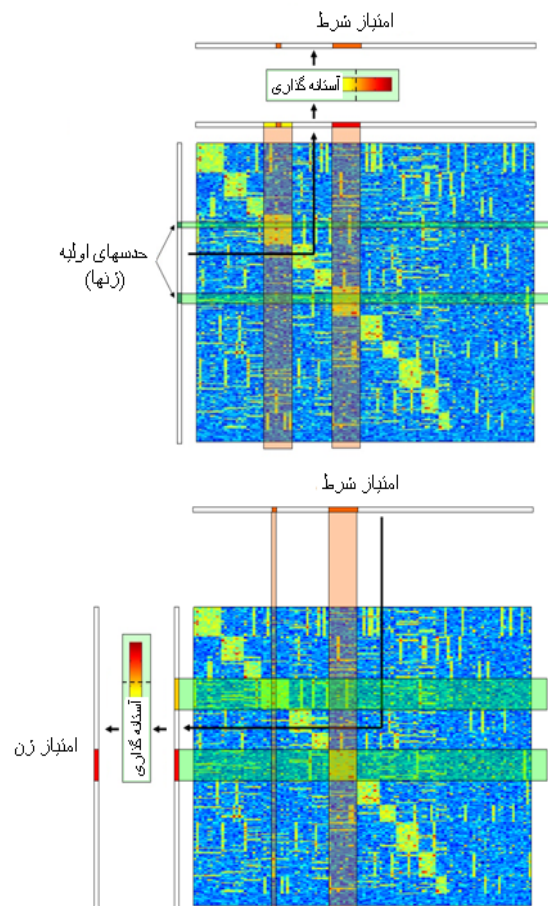 امتیاز شرط
آستانه گذاری
حدسهای اولیه
(ژنها)
امتیاز شرط
آستانه گذاری
امتیاز ژن